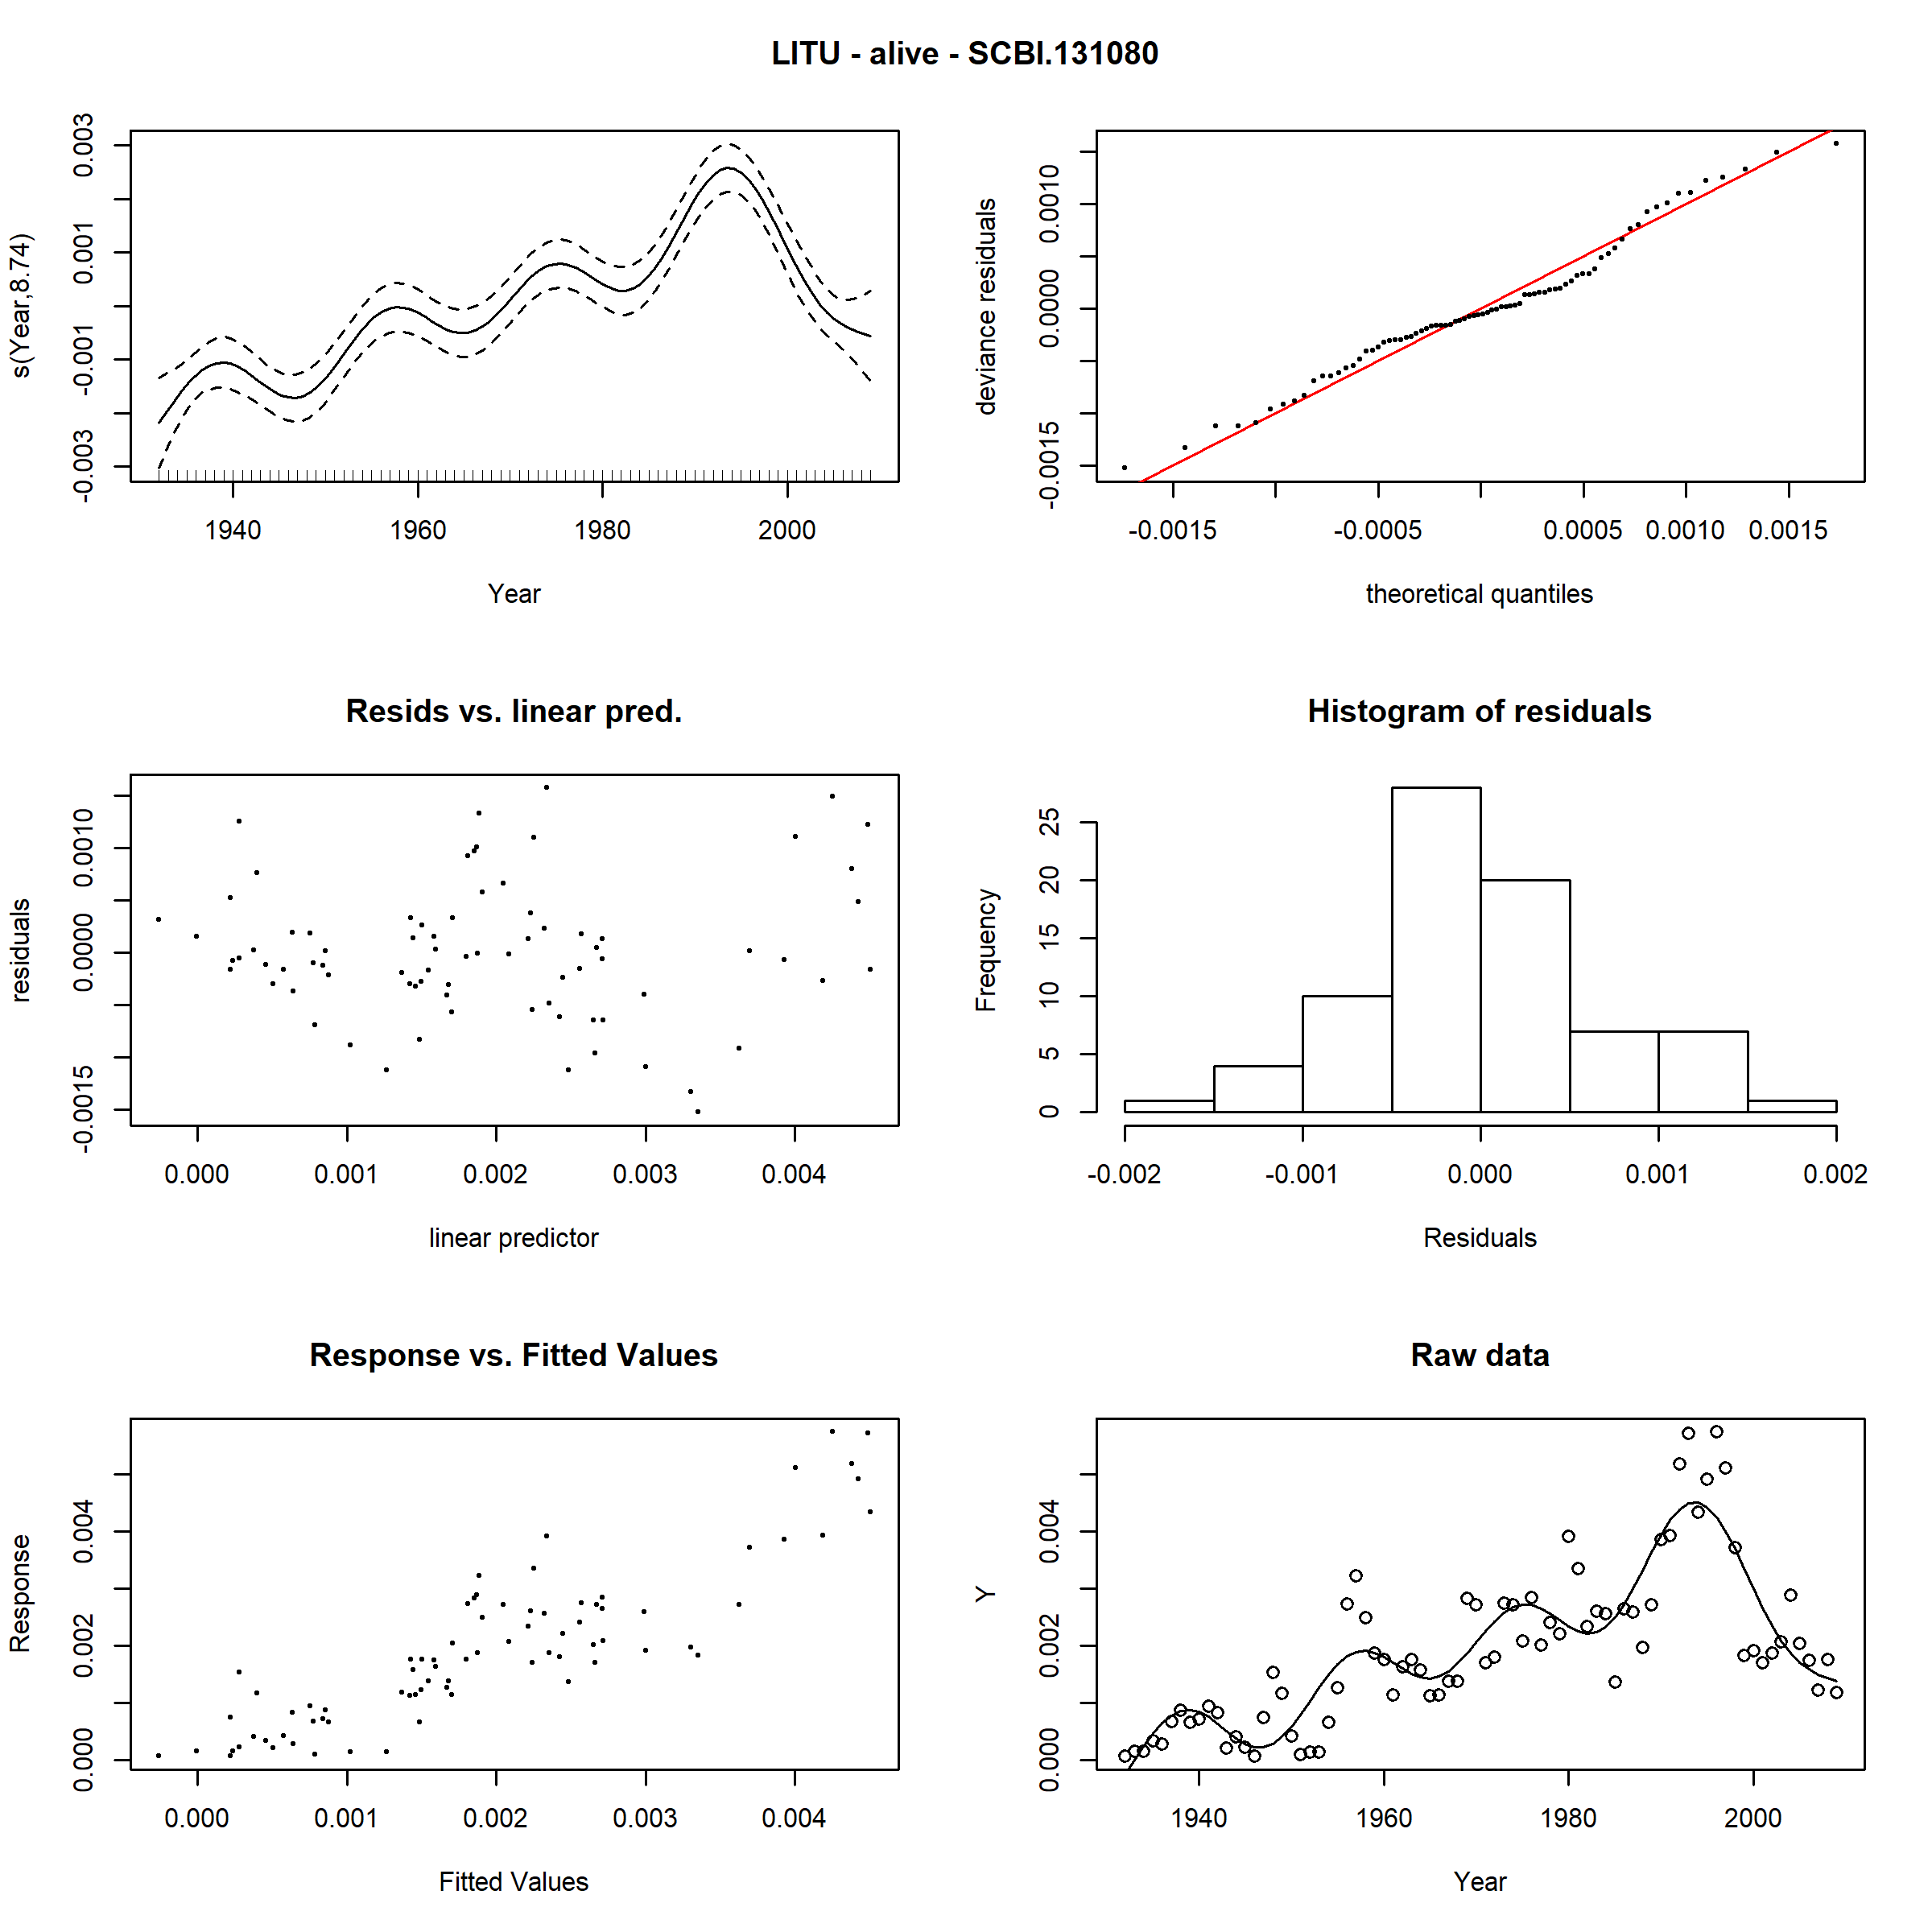 LITU - alive - SCBI.131080
s(Year,8.74)
-0.003 -0.001 0.001 0.003
1940 1960 1980 2000
Year
deviance residuals
-0.0015 0.0000 0.0010
-0.0015 -0.0005 0.0005 0.0010 0.0015
theoretical quantiles
Resids vs. linear pred.
residuals
-0.0015 0.0000 0.0010
0.000 0.001 0.002 0.003 0.004
linear predictor
Histogram of residuals
Frequency
0 5 10 15 20 25
-0.002 -0.001 0.000 0.001 0.002
Residuals
Response vs. Fitted Values
Response
0.000 0.002 0.004
0.000 0.001 0.002 0.003 0.004
Fitted Values
Raw data
Y
0.000 0.002 0.004
1940 1960 1980 2000
Year